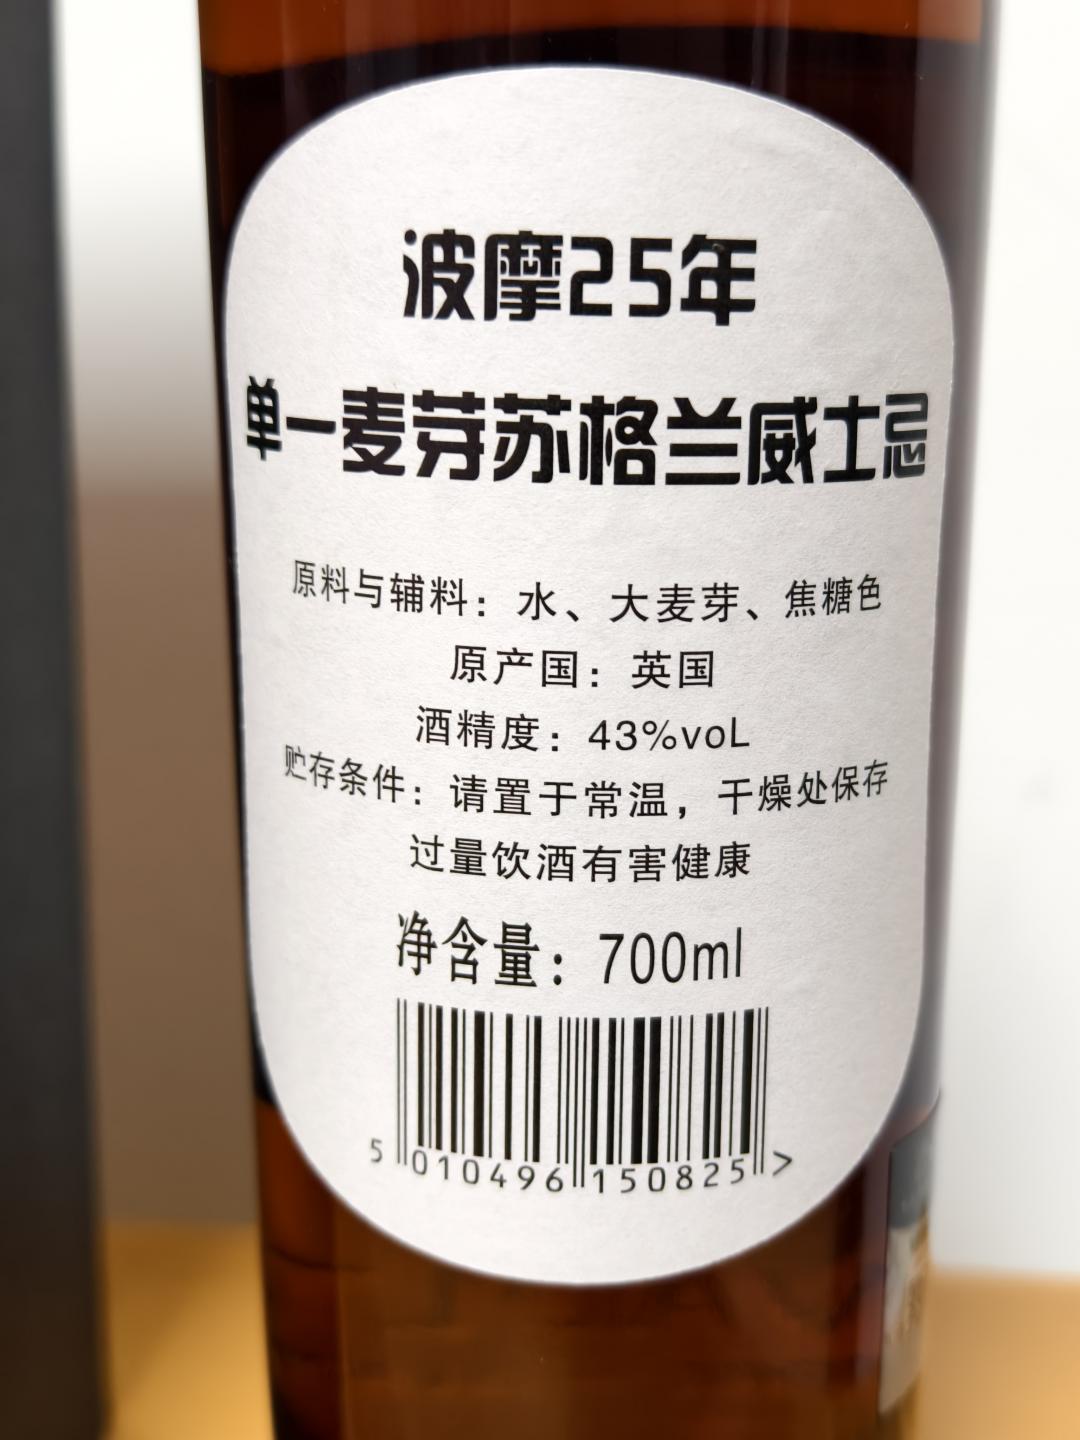 波摩25年
单一麦芽苏格兰威士忌
原料与辅料：水、大麦芽、焦糖色
原产国：英国
酒精度：43%voL
贮存条件：请置于常温，干燥处保存
过量饮酒有害健康
净含量：700ml
5 010496 150825 >